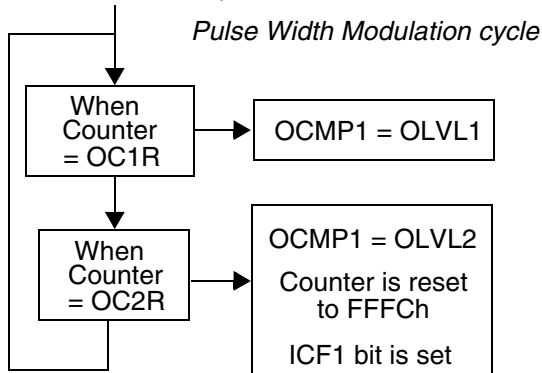 Pulse Width Modulation cycle
When
Counter
= OC1R
OCMP1 = OLVL1
When
Counter
= OC2R
OCMP1 = OLVL2
Counter is reset
to FFFCh
ICF1 bit is set